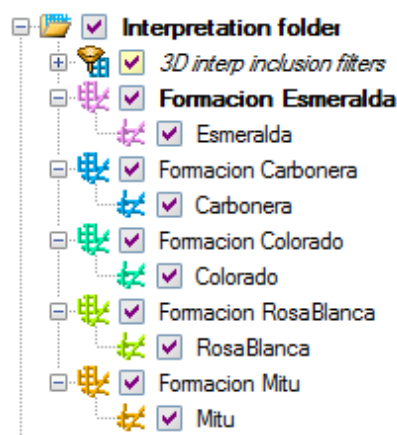 Interpretation folder
3D interp inclusion filters
Formacion Esmeralda
Esmeralda
Formacion Carbonera
Carbonera
Formacion Colorado
Colorado
Formacion RosaBlanca
RosaBlanca
Formacion Mitu
Mitu